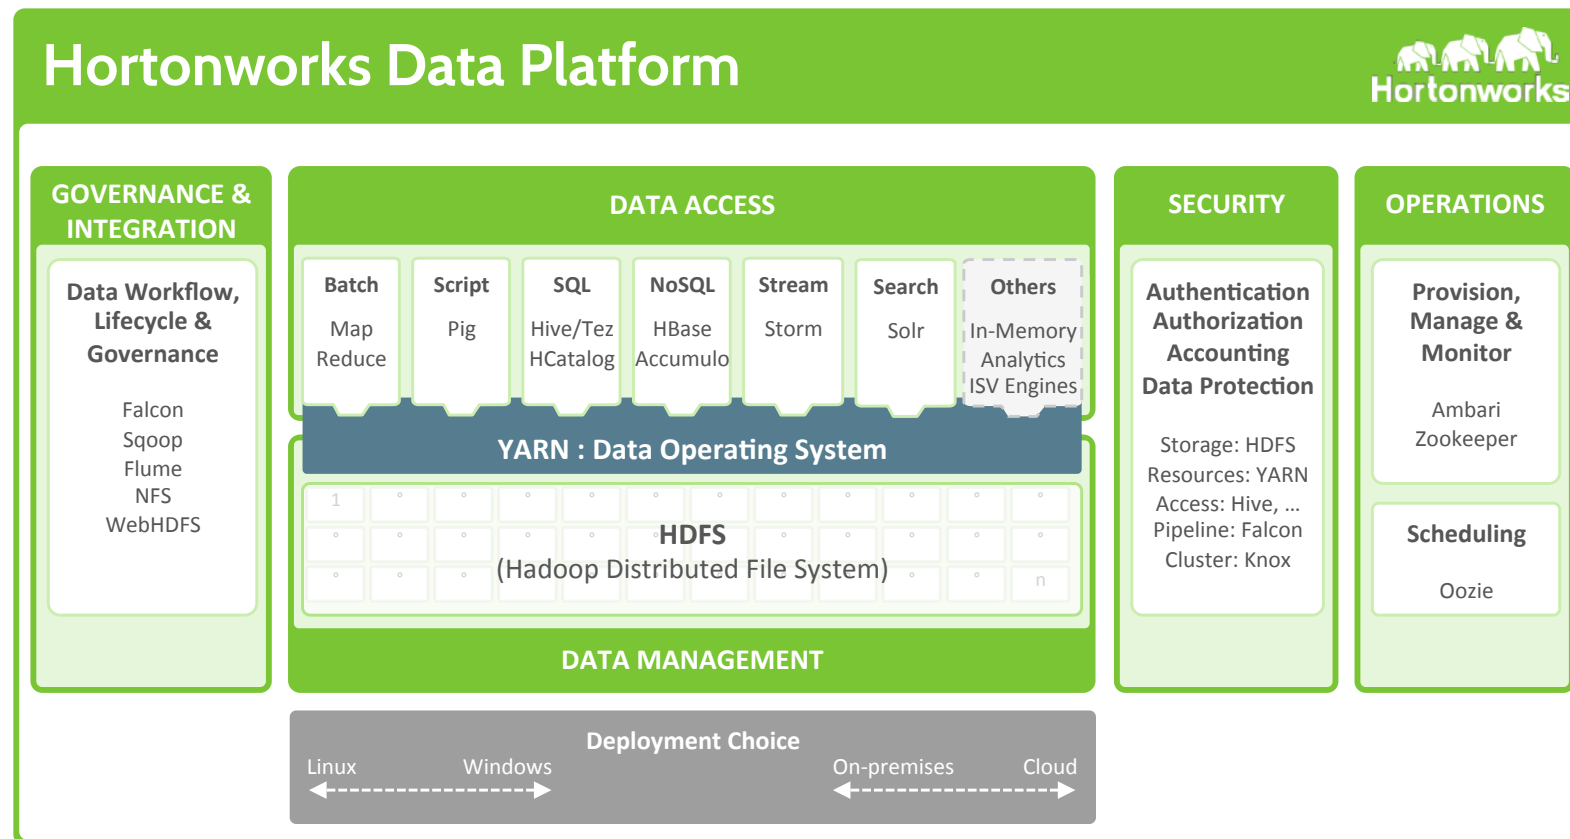 Hortonworks Data Platform
Hortonworks
GOVERNANCE &
INTEGRATION
Data Workflow,
Lifecycle &
Governance
Falcon
Sqoop
Flume
NFS
WebHDFS
DATA ACCESS
Batch
Map
Reduce
Script
Pig
SQL
Hive/Tez
HCatalog
NoSQL
HBase
Accumulo
Stream
Storm
Search
Solr
Others
In-Memory
Analytics
ISV Engines
YARN : Data Operating System
1
HDFS
(Hadoop Distributed File System)
n
DATA MANAGEMENT
SECURITY
Authentication
Authorization
Accounting
Data Protection
Storage: HDFS
Resources: YARN
Access: Hive, ...
Pipeline: Falcon
Cluster: Knox
OPERATIONS
Provision,
Manage &
Monitor
Ambari
Zookeeper
Scheduling
Oozie
Deployment Choice
Linux Windows On-premises Cloud